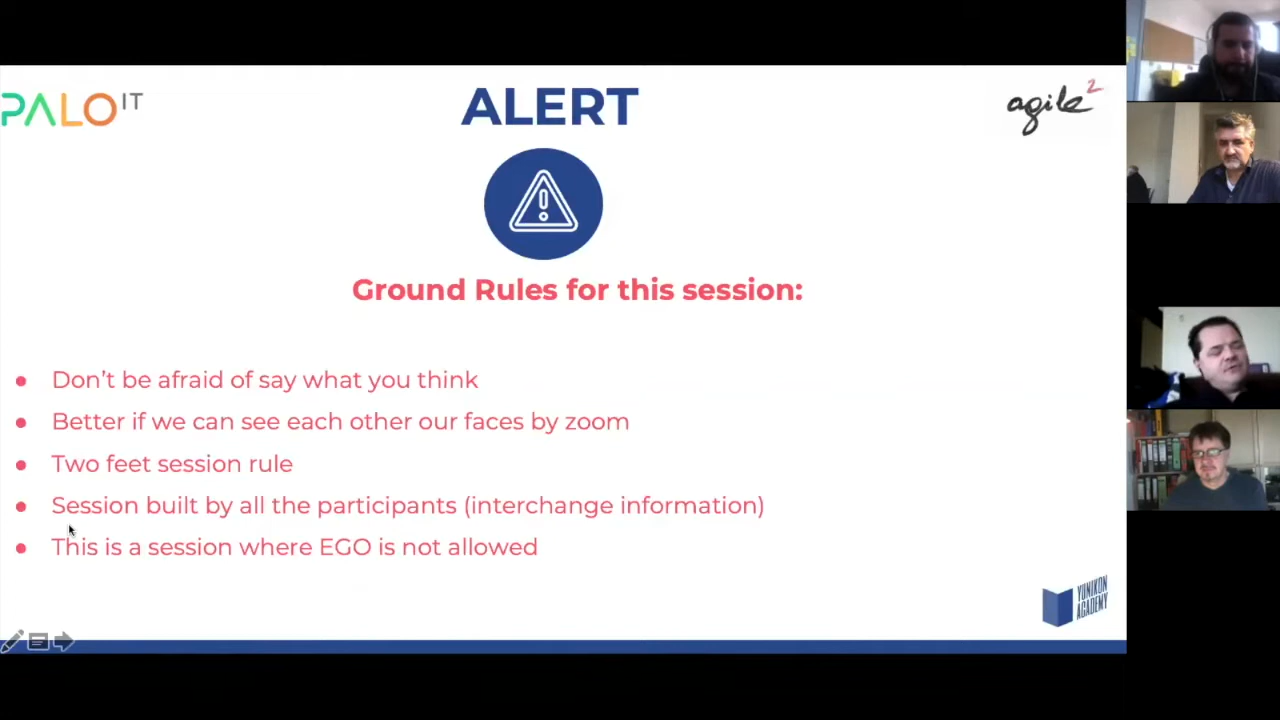 PALO IT
ALERT
agile2
Ground Rules for this session:
Don't be afraid of say what you think
Better if we can see each other our faces by zoom
Two feet session rule
Session built by all the participants (interchange information)
This is a session where EGO is not allowed
YUNIKON
ACADEMY